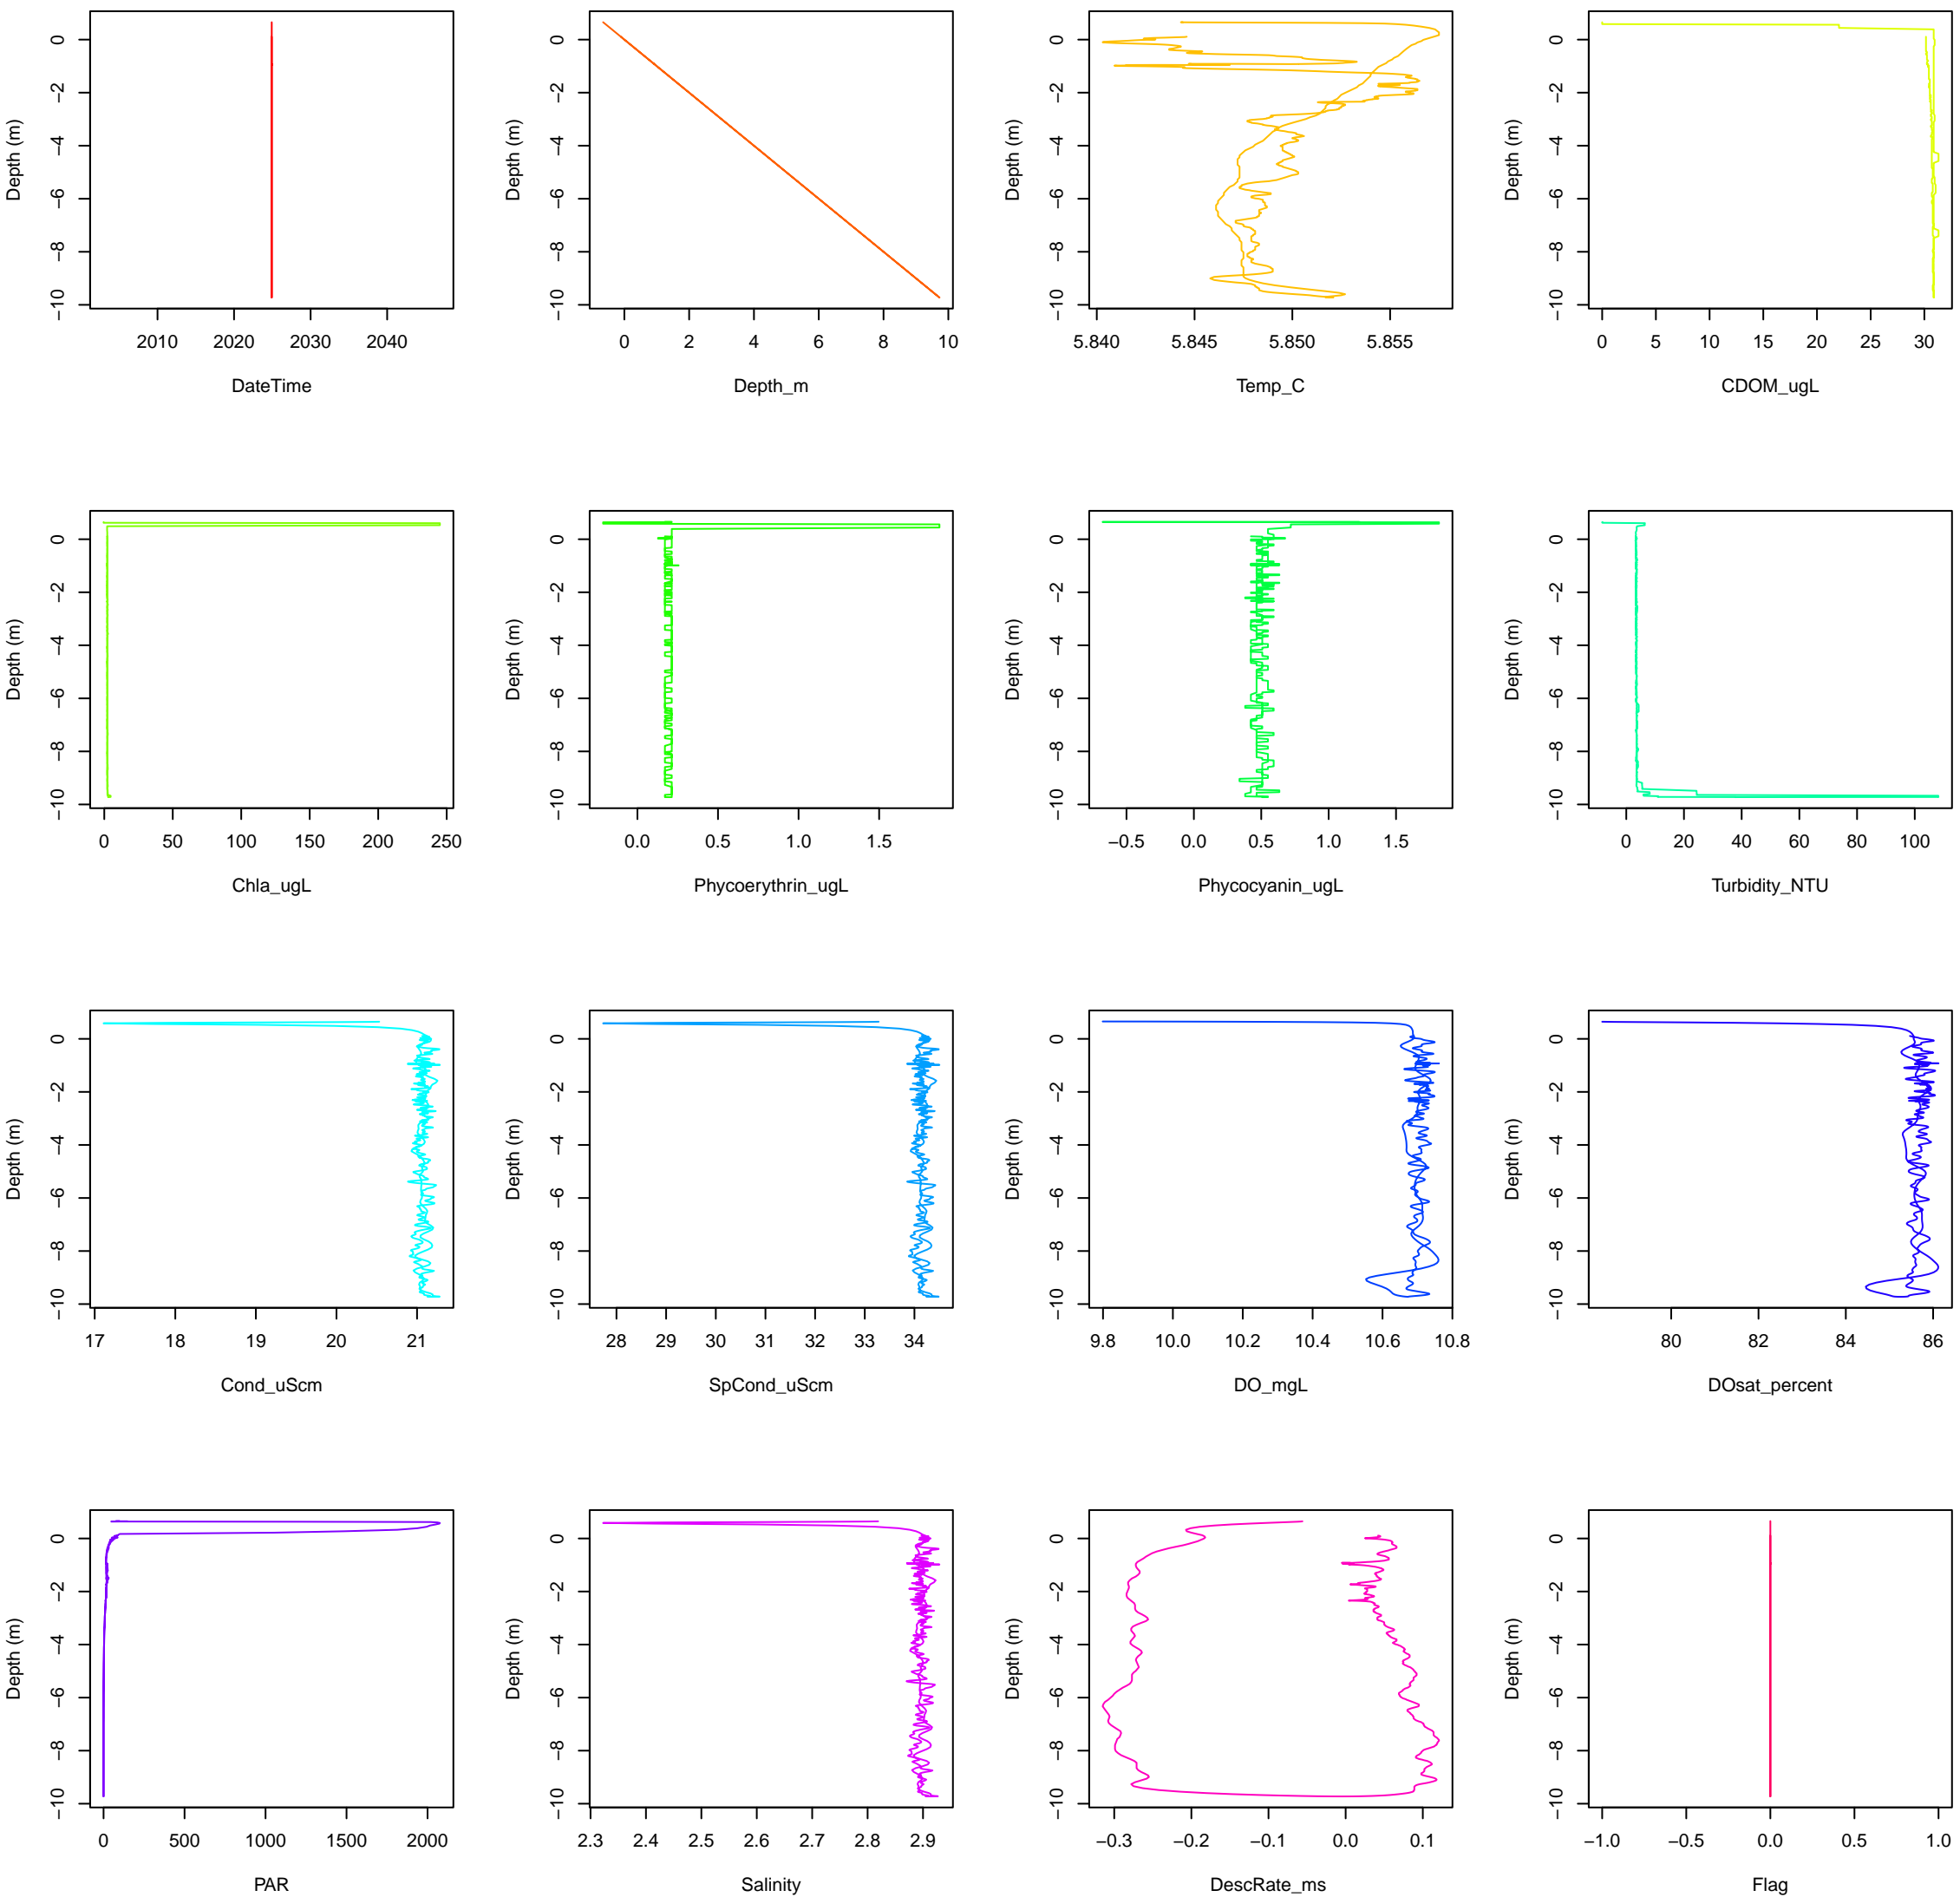 Depth (m)
0
−2
−4
−6
−8
−10
2010 2020 2030 2040
DateTime
Depth (m)
0
−2
−4
−6
−8
−10
0 2 4 6 8 10
Depth_m
Depth (m)
0
−2
−4
−6
−8
−10
5.840 5.845 5.850 5.855
Temp_C
Depth (m)
0
−2
−4
−6
−8
−10
0 5 10 15 20 25 30
CDOM_ugL
Depth (m)
0
−2
−4
−6
−8
−10
0 50 100 150 200 250
Chla_ugL
Depth (m)
0
−2
−4
−6
−8
−10
0.0 0.5 1.0 1.5
Phycoerythrin_ugL
Depth (m)
0
−2
−4
−6
−8
−10
−0.5 0.0 0.5 1.0 1.5
Phycocyanin_ugL
Depth (m)
0
−2
−4
−6
−8
−10
0 20 40 60 80 100
Turbidity_NTU
Depth (m)
0
−2
−4
−6
−8
−10
17 18 19 20 21
Cond_uScm
Depth (m)
0
−2
−4
−6
−8
−10
28 29 30 31 32 33 34
SpCond_uScm
Depth (m)
0
−2
−4
−6
−8
−10
9.8 10.0 10.2 10.4 10.6 10.8
DO_mgL
Depth (m)
0
−2
−4
−6
−8
−10
80 82 84 86
DOsat_percent
Depth (m)
0
−2
−4
−6
−8
−10
0 500 1000 1500 2000
PAR
Depth (m)
0
−2
−4
−6
−8
−10
2.3 2.4 2.5 2.6 2.7 2.8 2.9
Salinity
Depth (m)
0
−2
−4
−6
−8
−10
−0.3 −0.2 −0.1 0.0 0.1
DescRate_ms
Depth (m)
0
−2
−4
−6
−8
−10
−1.0 −0.5 0.0 0.5 1.0
Flag